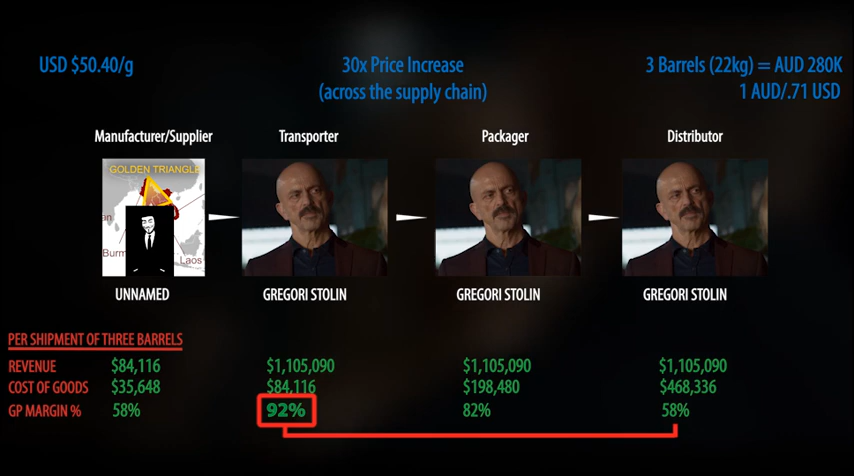 USD $50.40/g
30x Price Increase
(across the supply chain)
3 Barrels (22kg) = AUD 280K
1 AUD/.71 USD
Manufacturer/Supplier
Transporter
Packager
Distributor
GOLDEN TRIANGLE
an
Burm
Laos
UNNAMED
GREGORI STOLIN
GREGORI STOLIN
GREGORI STOLIN
PER SHIPMENT OF THREE BARRELS
REVENUE $84,116 $1,105,090 $1,105,090 $1,105,090
COST OF GOODS $35,648 $84,116 $198,480 $468,336
GP MARGIN % 58% 92% 82% 58%